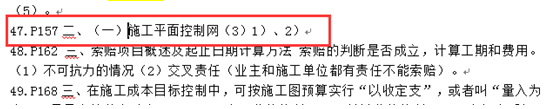 (5)。
47.P157 二、（一）施工平面控制网（3）1）、2）
48.P162 三、索赔项目概述及起止日期计算方法 索赔的判断是否成立，计算工期和费用。
（1）不可抗力的情况（2）交叉责任（业主和施工单位都有责任不能索赔）。
49.P168 三、在施工成本目标控制中，可按施工图预算实行“以收定支”，或者叫“量入为